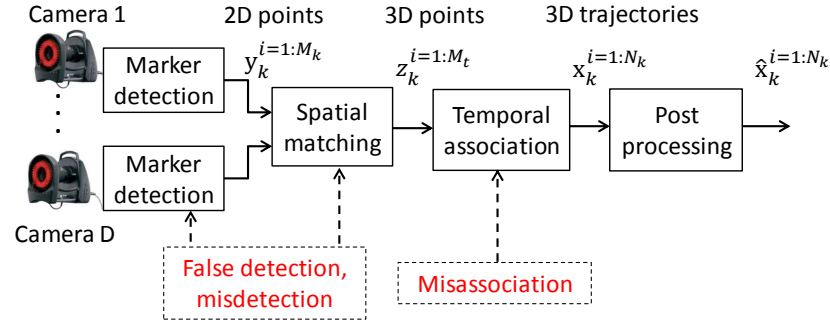 Camera 1
2D points
3D points
3D trajectories
Marker
detection
y_k^{i=1:M_k}
z_k^{i=1:M_t}
x_k^{i=1:N_k}
x̂_k^{i=1:N_k}
Spatial
matching
Temporal
association
Post
processing
Marker
detection
Camera D
False detection,
misdetection
Misassociation